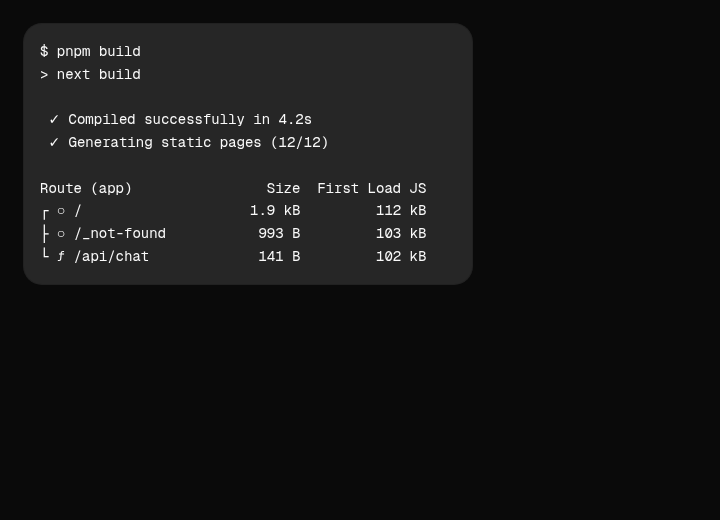 $ pnpm build
> next build

 ✓ Compiled successfully in 4.2s
 ✓ Generating static pages (12/12)

Route (app)                Size  First Load JS
┌ ○ /                    1.9 kB         112 kB
├ ○ /_not-found           993 B         103 kB
└ ƒ /api/chat             141 B         102 kB